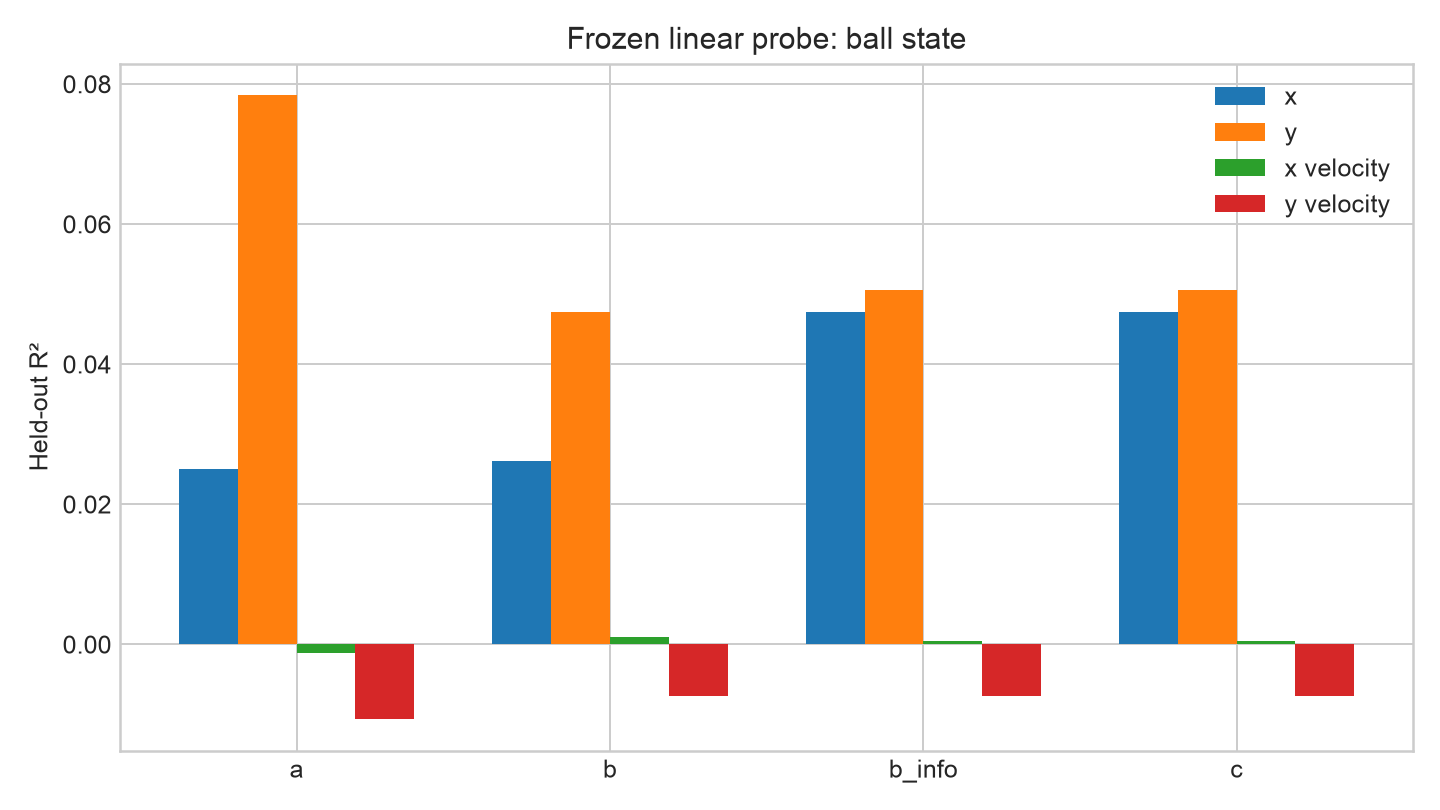 Frozen linear probe: ball state
x
y
x velocity
y velocity
Held-out R²
0.08
0.06
0.04
0.02
0.00
a
b
b_info
c